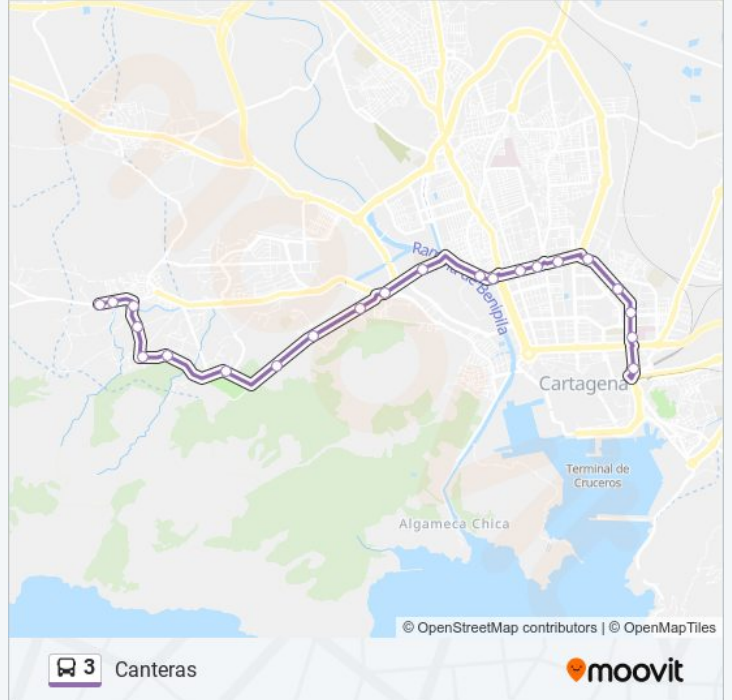 Rambla de Benipila
Cartagena
Terminal de
Cruceros
Algameca Chica
© OpenStreetMap contributors | © OpenMapTiles
3 Canteras
moovit